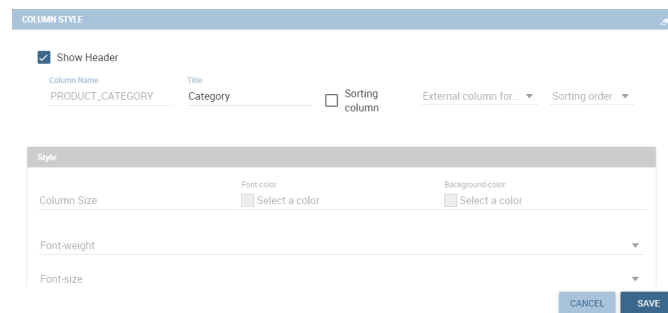 COLUMN STYLE
Show Header
Column Name
Title
PRODUCT_CATEGORY
Category
Sorting
column
External column for...
Sorting order
Style
Font-color
Background-color
Column Size
Select a color
Select a color
Font-weight
Font-size
CANCEL
SAVE